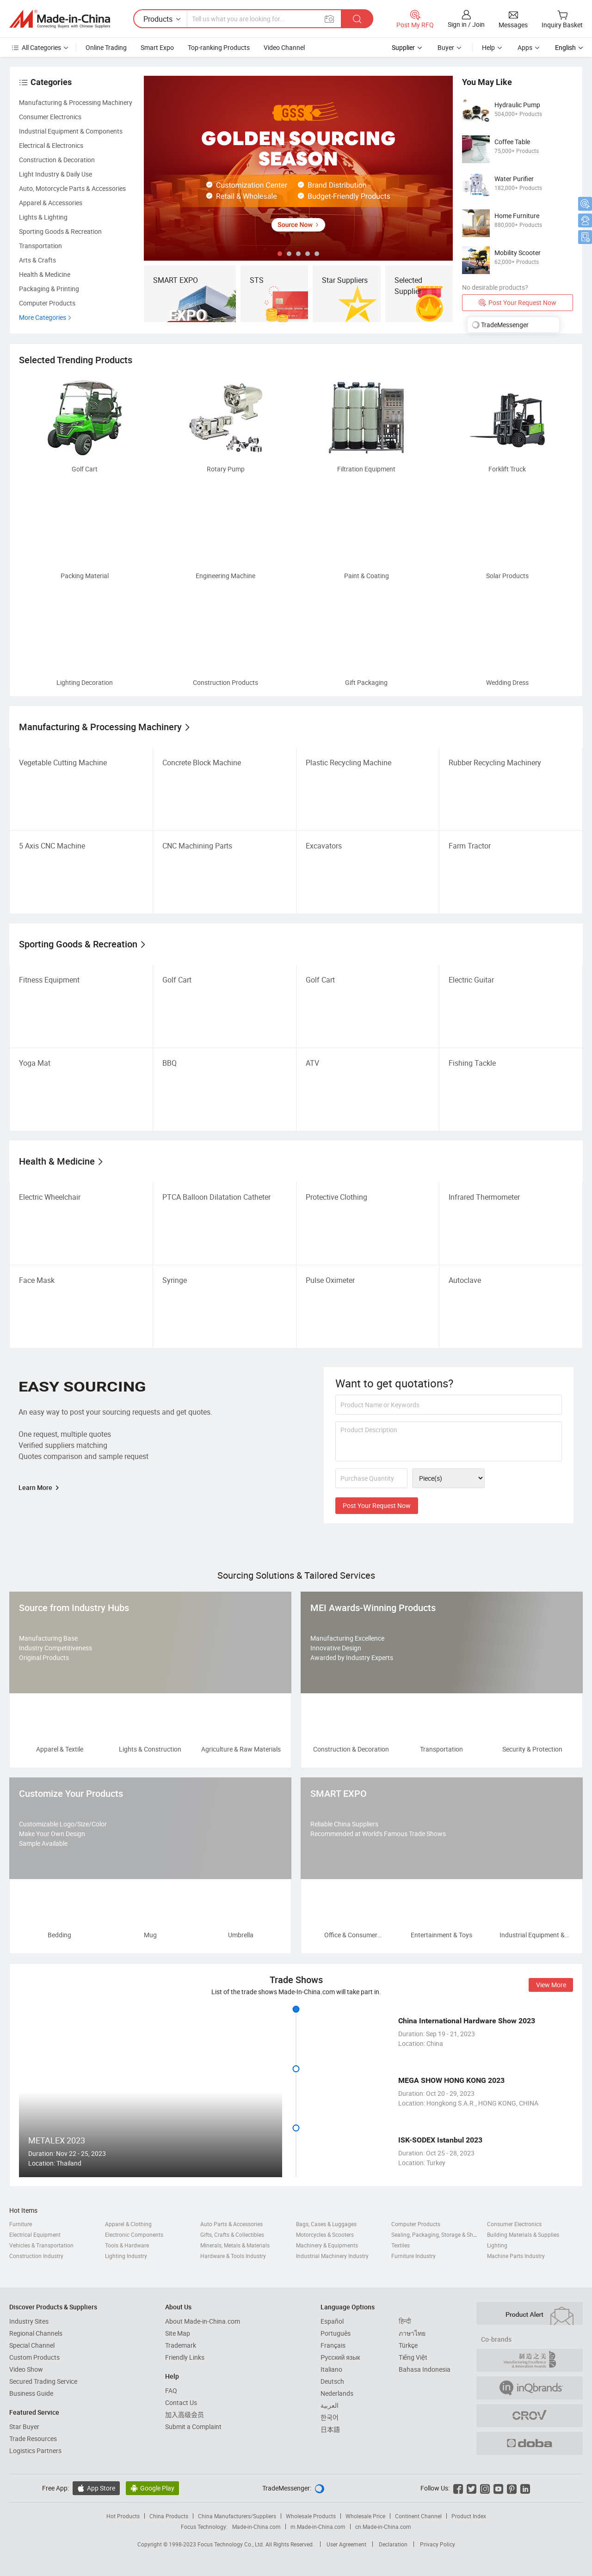 Made-in-China
Connecting Buyers with Chinese Suppliers
Products
Tell us what you are looking for...
Post My RFQ
Sign in / Join
Messages
Inquiry Basket
All Categories
Online Trading
Smart Expo
Top-ranking Products
Video Channel
Supplier
Buyer
Help
Apps
English
Categories
Manufacturing & Processing Machinery
Consumer Electronics
Industrial Equipment & Components
Electrical & Electronics
Construction & Decoration
Light Industry & Daily Use
Auto, Motorcycle Parts & Accessories
Apparel & Accessories
Lights & Lighting
Sporting Goods & Recreation
Transportation
Arts & Crafts
Health & Medicine
Packaging & Printing
Computer Products
More Categories
GSS
GOLDEN SOURCING
SEASON
Customization Center
Brand Distribution
Retail & Wholesale
Budget-Friendly Products
Source Now
SMART EXPO
EXPO
STS
Star Suppliers
Selected
Suppliers
You May Like
Hydraulic Pump
504,000+ Products
Coffee Table
75,000+ Products
Water Purifier
182,000+ Products
Home Furniture
880,000+ Products
Mobility Scooter
62,000+ Products
No desirable products?
Post Your Request Now
TradeMessenger
Selected Trending Products
Golf Cart
Rotary Pump
Filtration Equipment
Forklift Truck
Packing Material
Engineering Machine
Paint & Coating
Solar Products
Lighting Decoration
Construction Products
Gift Packaging
Wedding Dress
Manufacturing & Processing Machinery
Vegetable Cutting Machine
Concrete Block Machine
Plastic Recycling Machine
Rubber Recycling Machinery
5 Axis CNC Machine
CNC Machining Parts
Excavators
Farm Tractor
Sporting Goods & Recreation
Fitness Equipment
Golf Cart
Golf Cart
Electric Guitar
Yoga Mat
BBQ
ATV
Fishing Tackle
Health & Medicine
Electric Wheelchair
PTCA Balloon Dilatation Catheter
Protective Clothing
Infrared Thermometer
Face Mask
Syringe
Pulse Oximeter
Autoclave
EASY SOURCING
An easy way to post your sourcing requests and get quotes.
One request, multiple quotes
Verified suppliers matching
Quotes comparison and sample request
Learn More
Want to get quotations?
Product Name or Keywords
Product Description
Purchase Quantity
Piece(s)
Post Your Request Now
Sourcing Solutions & Tailored Services
Source from Industry Hubs
Manufacturing Base
Industry Competitiveness
Original Products
Apparel & Textile
Lights & Construction
Agriculture & Raw Materials
MEI Awards-Winning Products
Manufacturing Excellence
Innovative Design
Awarded by Industry Experts
Construction & Decoration
Transportation
Security & Protection
Customize Your Products
Customizable Logo/Size/Color
Make Your Own Design
Sample Available
Bedding
Mug
Umbrella
SMART EXPO
Reliable China Suppliers
Recommended at World's Famous Trade Shows
Office & Consumer...
Entertainment & Toys
Industrial Equipment &...
Trade Shows
List of the trade shows Made-In-China.com will take part in.
View More
METALEX 2023
Duration: Nov 22 - 25, 2023
Location: Thailand
China International Hardware Show 2023
Duration: Sep 19 - 21, 2023
Location: China
MEGA SHOW HONG KONG 2023
Duration: Oct 20 - 29, 2023
Location: Hongkong S.A.R., HONG KONG, CHINA
ISK-SODEX Istanbul 2023
Duration: Oct 25 - 28, 2023
Location: Turkey
Hot Items
Furniture
Apparel & Clothing
Auto Parts & Accessories
Bags, Cases & Luggages
Computer Products
Consumer Electronics
Electrical Equipment
Electronic Components
Gifts, Crafts & Collectibles
Motorcycles & Scooters
Sealing, Packaging, Storage & Sh...
Building Materials & Supplies
Vehicles & Transportation
Tools & Hardware
Minerals, Metals & Materials
Machinery & Equipments
Textiles
Lighting
Construction Industry
Lighting Industry
Hardware & Tools Industry
Industrial Machinery Industry
Furniture Industry
Machine Parts Industry
Discover Products & Suppliers
Industry Sites
Regional Channels
Special Channel
Custom Products
Video Show
Secured Trading Service
Business Guide
Featured Service
Star Buyer
Trade Resources
Logistics Partners
About Us
About Made-in-China.com
Site Map
Trademark
Friendly Links
Help
FAQ
Contact Us
加入高级会员
Submit a Complaint
Language Options
Español
Português
Français
Русский язык
Italiano
Deutsch
Nederlands
العربية
한국어
日本語
हिन्दी
ภาษาไทย
Türkçe
Tiếng Việt
Bahasa Indonesia
Product Alert
Co-brands
制造之美
inQbrands
CROV
doba
Free App:
App Store
Google Play
TradeMessenger:
Follow Us:
Hot Products
China Products
China Manufacturers/Suppliers
Wholesale Products
Wholesale Price
Continent Channel
Product Index
Focus Technology:
Made-in-China.com
m.Made-in-China.com
cn.Made-in-China.com
Copyright © 1998-2023 Focus Technology Co., Ltd. All Rights Reserved.
User Agreement
Declaration
Privacy Policy